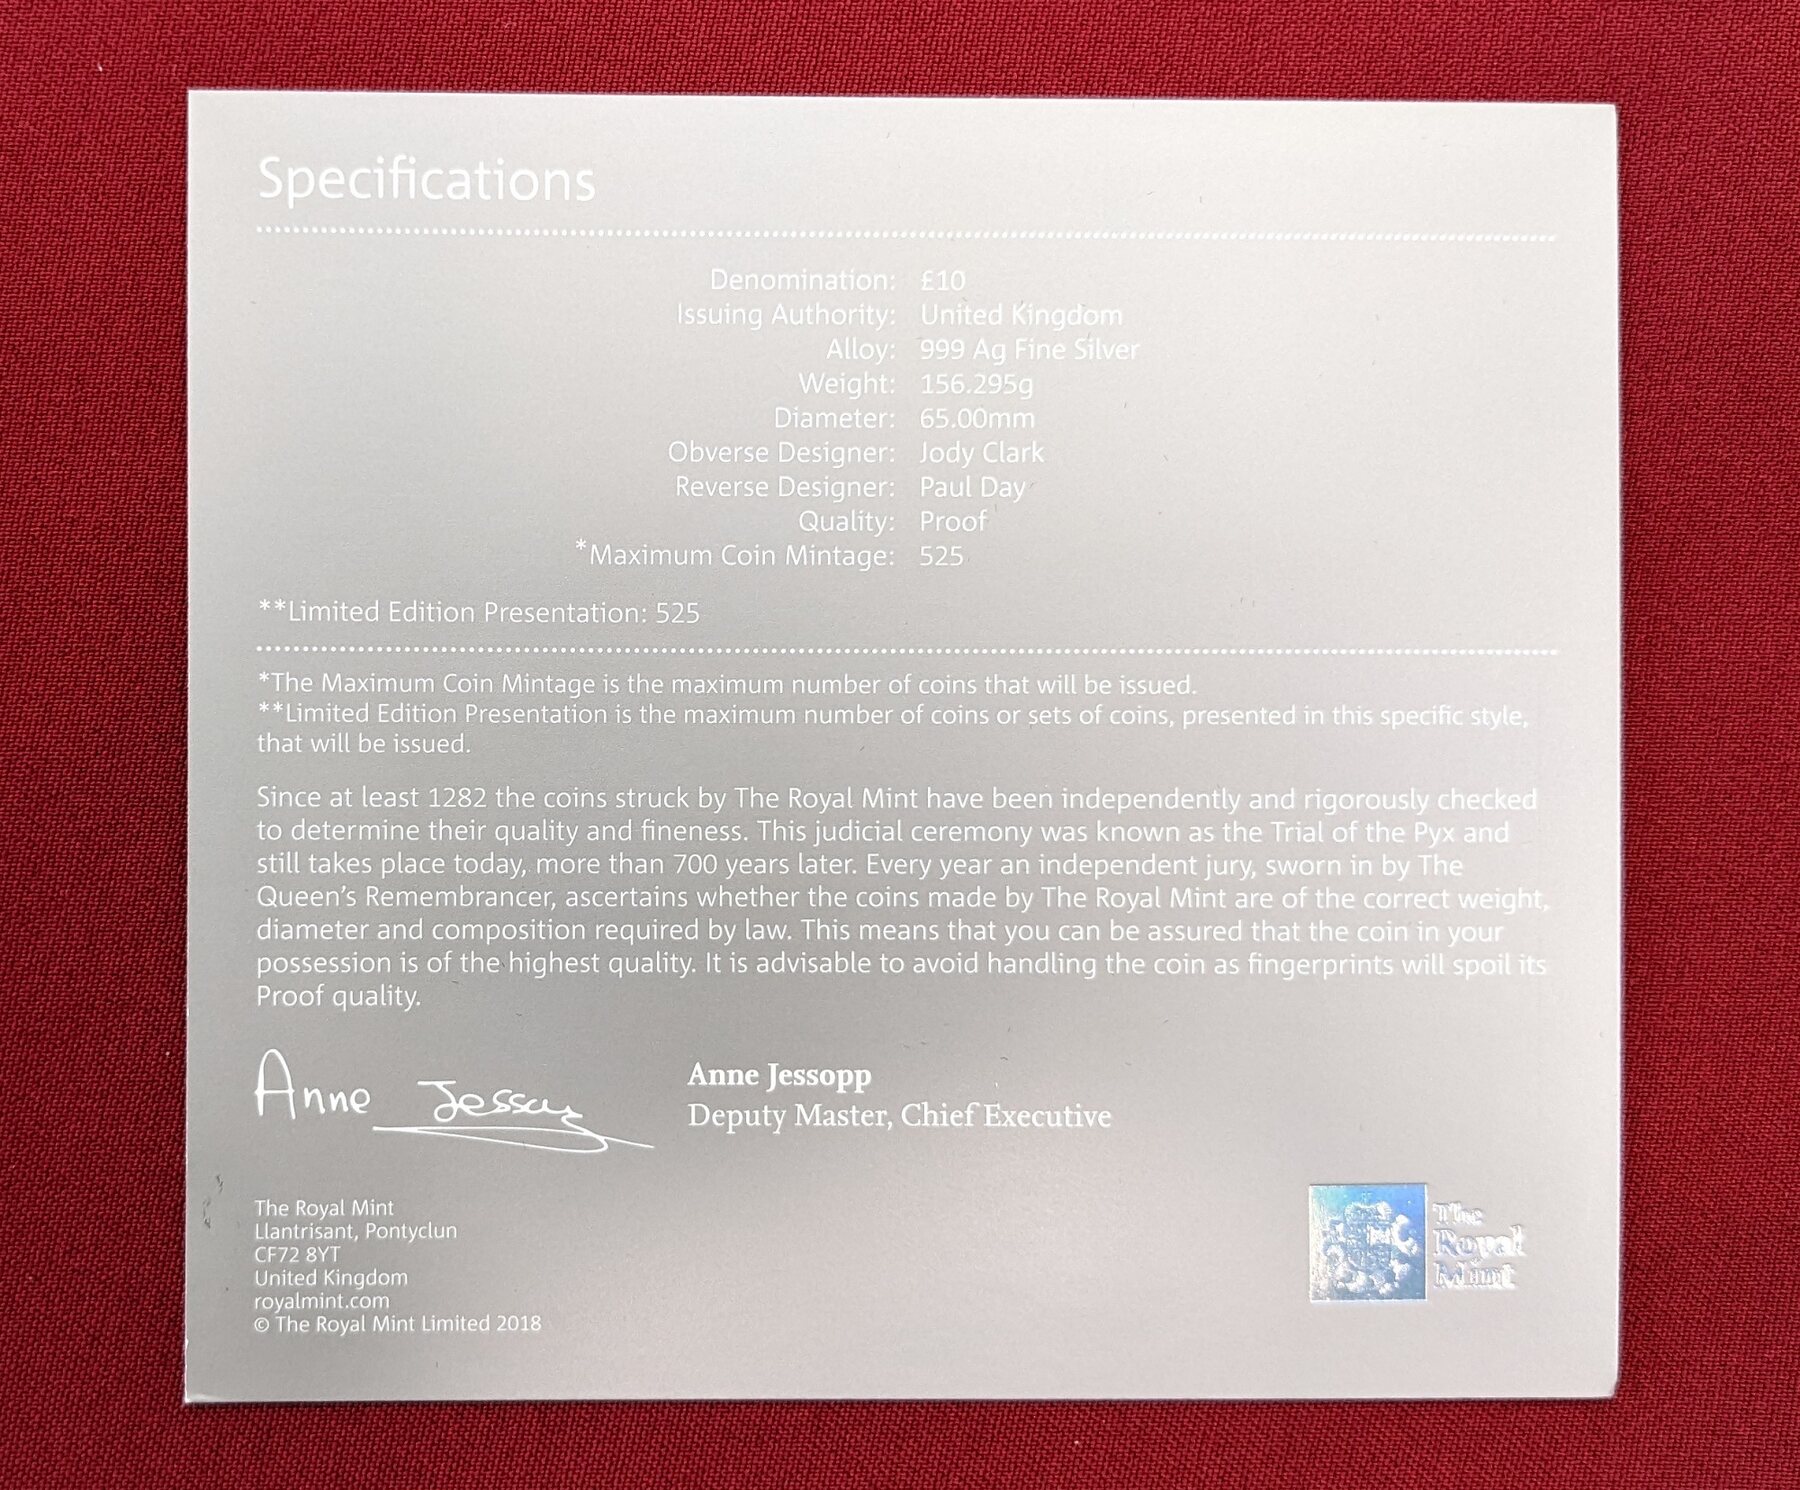 Specifications
Denomination: £10
Issuing Authority: United Kingdom
Alloy: 999 Ag Fine Silver
Weight: 156.295g
Diameter: 65.00mm
Obverse Designer: Jody Clark
Reverse Designer: Paul Day
Quality: Proof
*Maximum Coin Mintage: 525
**Limited Edition Presentation: 525
*The Maximum Coin Mintage is the maximum number of coins that will be issued.
**Limited Edition Presentation is the maximum number of coins or sets of coins, presented in this specific style,
that will be issued.
Since at least 1282 the coins struck by The Royal Mint have been independently and rigorously checked
to determine their quality and fineness. This judicial ceremony was known as the Trial of the Pyx and
still takes place today, more than 700 years later. Every year an independent jury, sworn in by The
Queen's Remembrancer, ascertains whether the coins made by The Royal Mint are of the correct weight,
diameter and composition required by law. This means that you can be assured that the coin in your
possession is of the highest quality. It is advisable to avoid handling the coin as fingerprints will spoil its
Proof quality.
Anne Jessopp
Anne Jessopp
Deputy Master, Chief Executive
The Royal Mint
Llantrisant, Pontyclun
CF72 8YT
United Kingdom
royalmint.com
© The Royal Mint Limited 2018
The
Royal
Mint